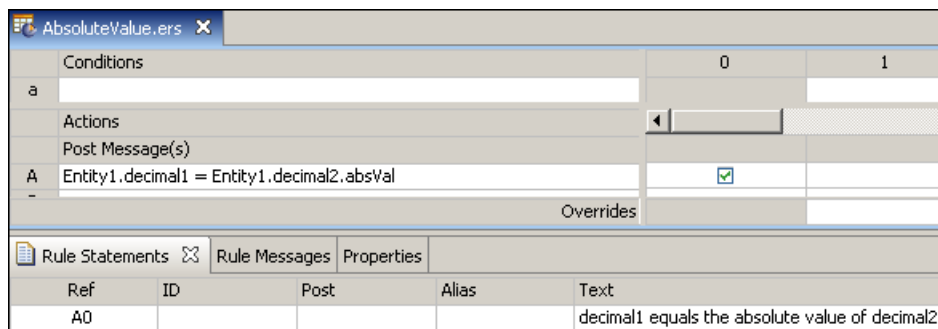 AbsoluteValue.ers
Conditions 0 1
a
Actions
Post Message(s)
A Entity1.decimal1 = Entity1.decimal2.absVal
Overrides
Rule Statements Rule Messages Properties
Ref ID Post Alias Text
A0 decimal1 equals the absolute value of decimal2